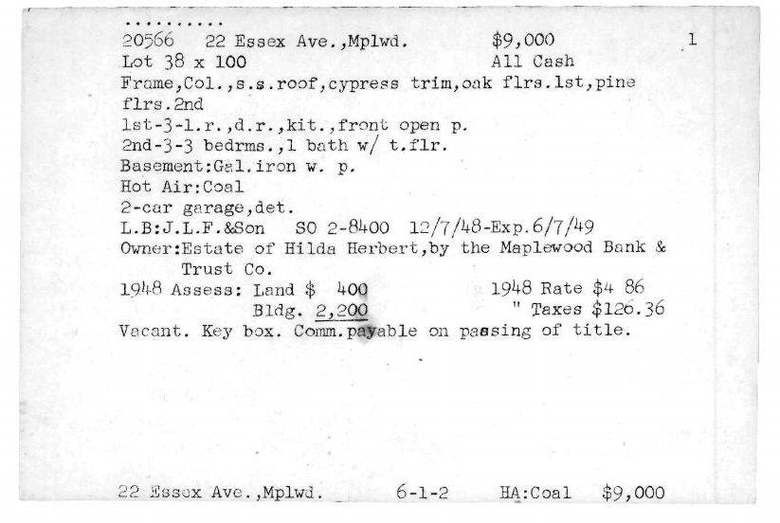 20566 22 Essex Ave.,Mplwd. $9,000 1
Lot 38 x 100 All Cash
Frame,Col.,s.s.roof,cypress trim,oak flrs.1st,pine
flrs.2nd
1st-3-l.r.,d.r.,kit.,front open p.
2nd-3-3 bedrms.,1 bath w/ t.flr.
Basement:Gal.iron w. p.
Hot Air:Coal
2-car garage,det.
L.B:J.L.F.&Son SO 2-8400 12/7/48-Exp.6/7/49
Owner:Estate of Hilda Herbert,by the Maplewood Bank &
Trust Co.
1948 Assess: Land $ 400 1948 Rate $4 86
Bldg. 2,200 " Taxes $126.36
Vacant. Key box. Comm.payable on passing of title.
22 Essex Ave.,Mplwd. 6-1-2 HA:Coal $9,000